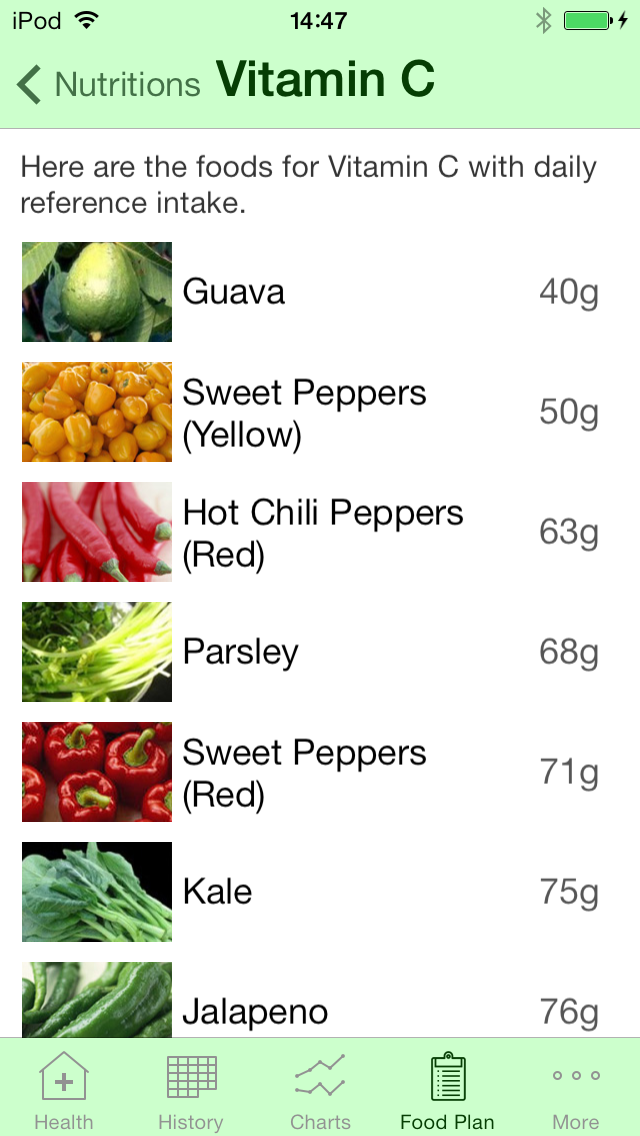 iPod 14:47
Nutritions Vitamin C
Here are the foods for Vitamin C with daily
reference intake.
Guava 40g
Sweet Peppers
(Yellow) 50g
Hot Chili Peppers
(Red) 63g
Parsley 68g
Sweet Peppers
(Red) 71g
Kale 75g
Jalapeno 76g
Health History Charts Food Plan More